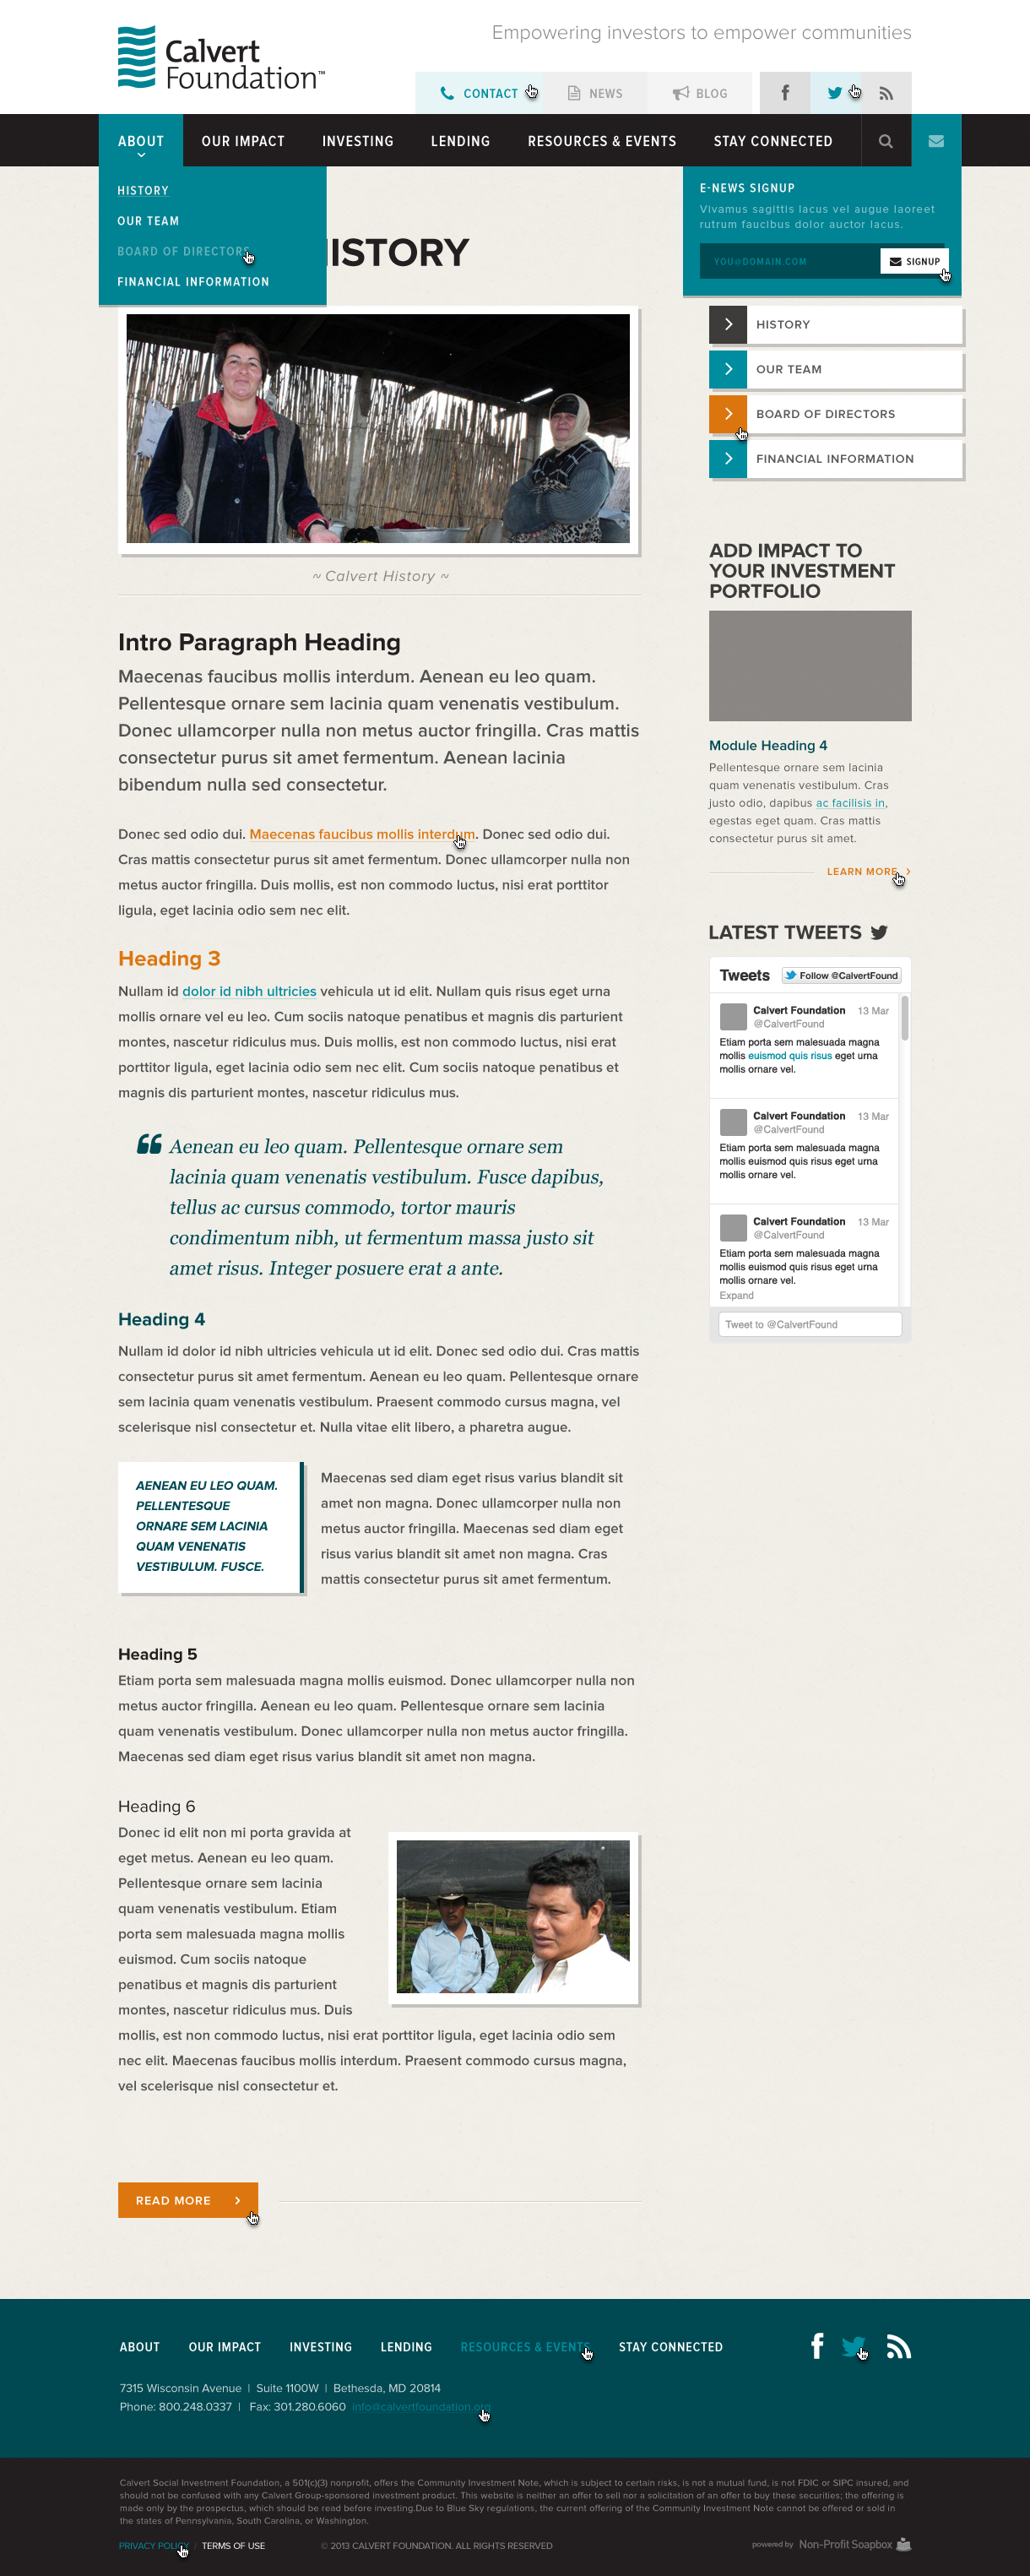 Calvert
Foundation™
Empowering investors to empower communities
CONTACT
NEWS
BLOG
ABOUT
OUR IMPACT
INVESTING
LENDING
RESOURCES & EVENTS
STAY CONNECTED
HISTORY
OUR TEAM
BOARD OF DIRECTORS
FINANCIAL INFORMATION
E-NEWS SIGNUP
Vivamus sagittis lacus vel augue laoreet
rutrum faucibus dolor auctor lacus.
YOU@DOMAIN.COM
SIGNUP
HISTORY
HISTORY
OUR TEAM
BOARD OF DIRECTORS
FINANCIAL INFORMATION
~ Calvert History ~
Intro Paragraph Heading
Maecenas faucibus mollis interdum. Aenean eu leo quam.
Pellentesque ornare sem lacinia quam venenatis vestibulum.
Donec ullamcorper nulla non metus auctor fringilla. Cras mattis
consectetur purus sit amet fermentum. Aenean lacinia
bibendum nulla sed consectetur.
Donec sed odio dui. Maecenas faucibus mollis interdum. Donec sed odio dui.
Cras mattis consectetur purus sit amet fermentum. Donec ullamcorper nulla non
metus auctor fringilla. Duis mollis, est non commodo luctus, nisi erat porttitor
ligula, eget lacinia odio sem nec elit.
Heading 3
Nullam id dolor id nibh ultricies vehicula ut id elit. Nullam quis risus eget urna
mollis ornare vel eu leo. Cum sociis natoque penatibus et magnis dis parturient
montes, nascetur ridiculus mus. Duis mollis, est non commodo luctus, nisi erat
porttitor ligula, eget lacinia odio sem nec elit. Cum sociis natoque penatibus et
magnis dis parturient montes, nascetur ridiculus mus.
“ Aenean eu leo quam. Pellentesque ornare sem
lacinia quam venenatis vestibulum. Fusce dapibus,
tellus ac cursus commodo, tortor mauris
condimentum nibh, ut fermentum massa justo sit
amet risus. Integer posuere erat a ante.
Heading 4
Nullam id dolor id nibh ultricies vehicula ut id elit. Donec sed odio dui. Cras mattis
consectetur purus sit amet fermentum. Aenean eu leo quam. Pellentesque ornare
sem lacinia quam venenatis vestibulum. Praesent commodo cursus magna, vel
scelerisque nisl consectetur et. Nulla vitae elit libero, a pharetra augue.
AENEAN EU LEO QUAM.
PELLENTESQUE
ORNARE SEM LACINIA
QUAM VENENATIS
VESTIBULUM. FUSCE.
Maecenas sed diam eget risus varius blandit sit
amet non magna. Donec ullamcorper nulla non
metus auctor fringilla. Maecenas sed diam eget
risus varius blandit sit amet non magna. Cras
mattis consectetur purus sit amet fermentum.
Heading 5
Etiam porta sem malesuada magna mollis euismod. Donec ullamcorper nulla non
metus auctor fringilla. Aenean eu leo quam. Pellentesque ornare sem lacinia
quam venenatis vestibulum. Donec ullamcorper nulla non metus auctor fringilla.
Maecenas sed diam eget risus varius blandit sit amet non magna.
Heading 6
Donec id elit non mi porta gravida at
eget metus. Aenean eu leo quam.
Pellentesque ornare sem lacinia
quam venenatis vestibulum. Etiam
porta sem malesuada magna mollis
euismod. Cum sociis natoque
penatibus et magnis dis parturient
montes, nascetur ridiculus mus. Duis
mollis, est non commodo luctus, nisi erat porttitor ligula, eget lacinia odio sem
nec elit. Maecenas faucibus mollis interdum. Praesent commodo cursus magna,
vel scelerisque nisl consectetur et.
READ MORE
ADD IMPACT TO
YOUR INVESTMENT
PORTFOLIO
Module Heading 4
Pellentesque ornare sem lacinia
quam venenatis vestibulum. Cras
justo odio, dapibus ac facilisis in,
egestas eget quam. Cras mattis
consectetur purus sit amet.
LEARN MORE
LATEST TWEETS
Tweets
Follow @CalvertFound
Calvert Foundation 13 Mar
@CalvertFound
Etiam porta sem malesuada magna
mollis euismod quis risus eget urna
mollis ornare vel.
Calvert Foundation 13 Mar
@CalvertFound
Etiam porta sem malesuada magna
mollis euismod quis risus eget urna
mollis ornare vel.
Calvert Foundation 13 Mar
@CalvertFound
Etiam porta sem malesuada magna
mollis euismod quis risus eget urna
mollis ornare vel.
Expand
Tweet to @CalvertFound
ABOUT
OUR IMPACT
INVESTING
LENDING
RESOURCES & EVENTS
STAY CONNECTED
7315 Wisconsin Avenue | Suite 1100W | Bethesda, MD 20814
Phone: 800.248.0337 | Fax: 301.280.6060 info@calvertfoundation.org
Calvert Social Investment Foundation, a 501(c)(3) nonprofit, offers the Community Investment Note, which is subject to certain risks, is not a mutual fund, is not FDIC or SIPC insured, and
should not be confused with any Calvert Group-sponsored investment product. This website is neither an offer to sell nor a solicitation of an offer to buy these securities; the offering is
made only by the prospectus, which should be read before investing.Due to Blue Sky regulations, the current offering of the Community Investment Note cannot be offered or sold in
the states of Pennsylvania, South Carolina, or Washington.
PRIVACY POLICY
TERMS OF USE
© 2013 CALVERT FOUNDATION. ALL RIGHTS RESERVED
powered by Non-Profit Soapbox